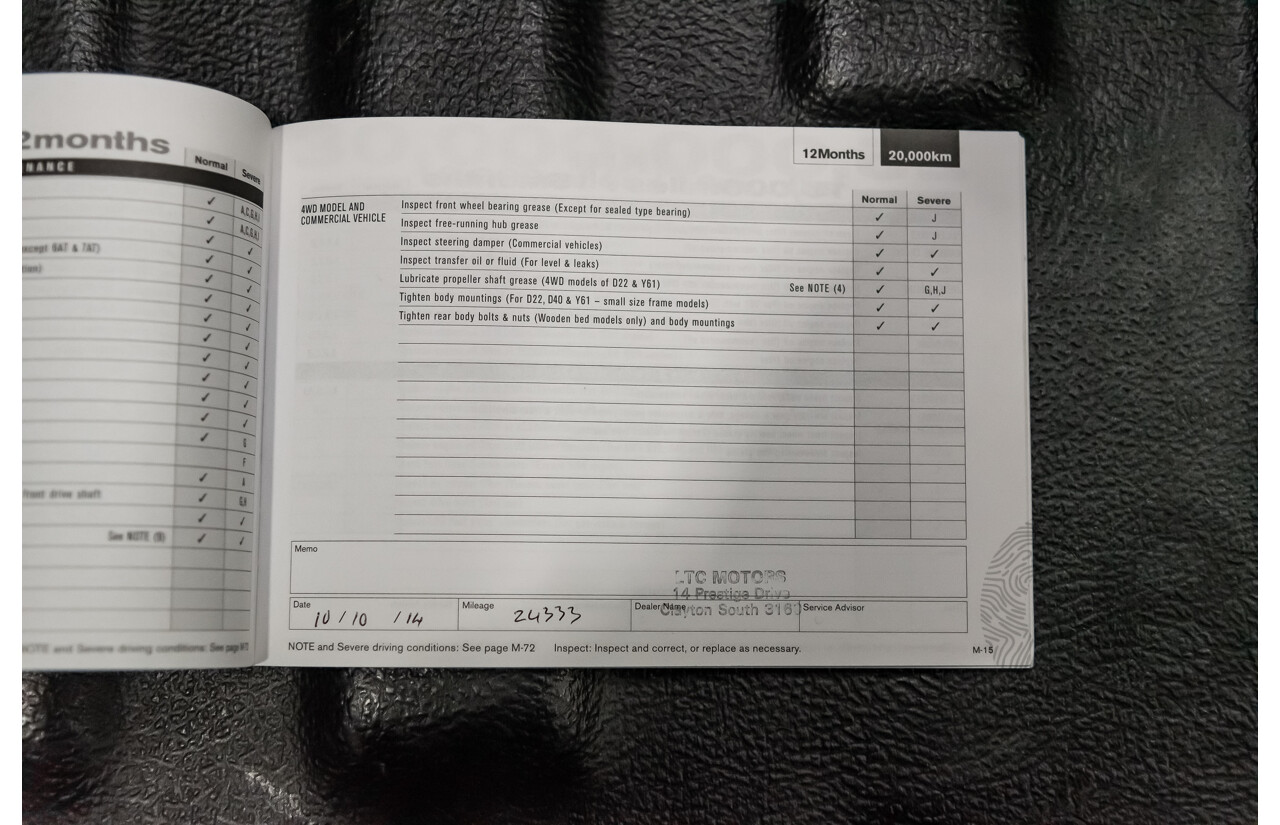 2months
Normal
Severe
NANCE
A,C,G,H,I
A,C,G,H,I
except 6AT & 7AT)
G
F
G,H
front drive shaft
See NOTE (9)
NOTE and Severe driving conditions: See page
12Months
20,000km
Normal
Severe
4WD MODEL AND
COMMERCIAL VEHICLE
Inspect front wheel bearing grease (Except for sealed type bearing) ✓ J
Inspect free-running hub grease ✓ J
Inspect steering damper (Commercial vehicles) ✓ ✓
Inspect transfer oil or fluid (For level & leaks) ✓ ✓
Lubricate propeller shaft grease (4WD models of D22 & Y61) See NOTE (4) ✓ G,H,J
Tighten body mountings (For D22, D40 & Y61 – small size frame models) ✓ ✓
Tighten rear body bolts & nuts (Wooden bed models only) and body mountings ✓ ✓
Memo
LTC MOTORS
14 Prestige Drive
Clayton South 3169
Date
10/10/14
Mileage
24333
Dealer Name
Service Advisor
NOTE and Severe driving conditions: See page M-72 Inspect: Inspect and correct, or replace as necessary.
M-15